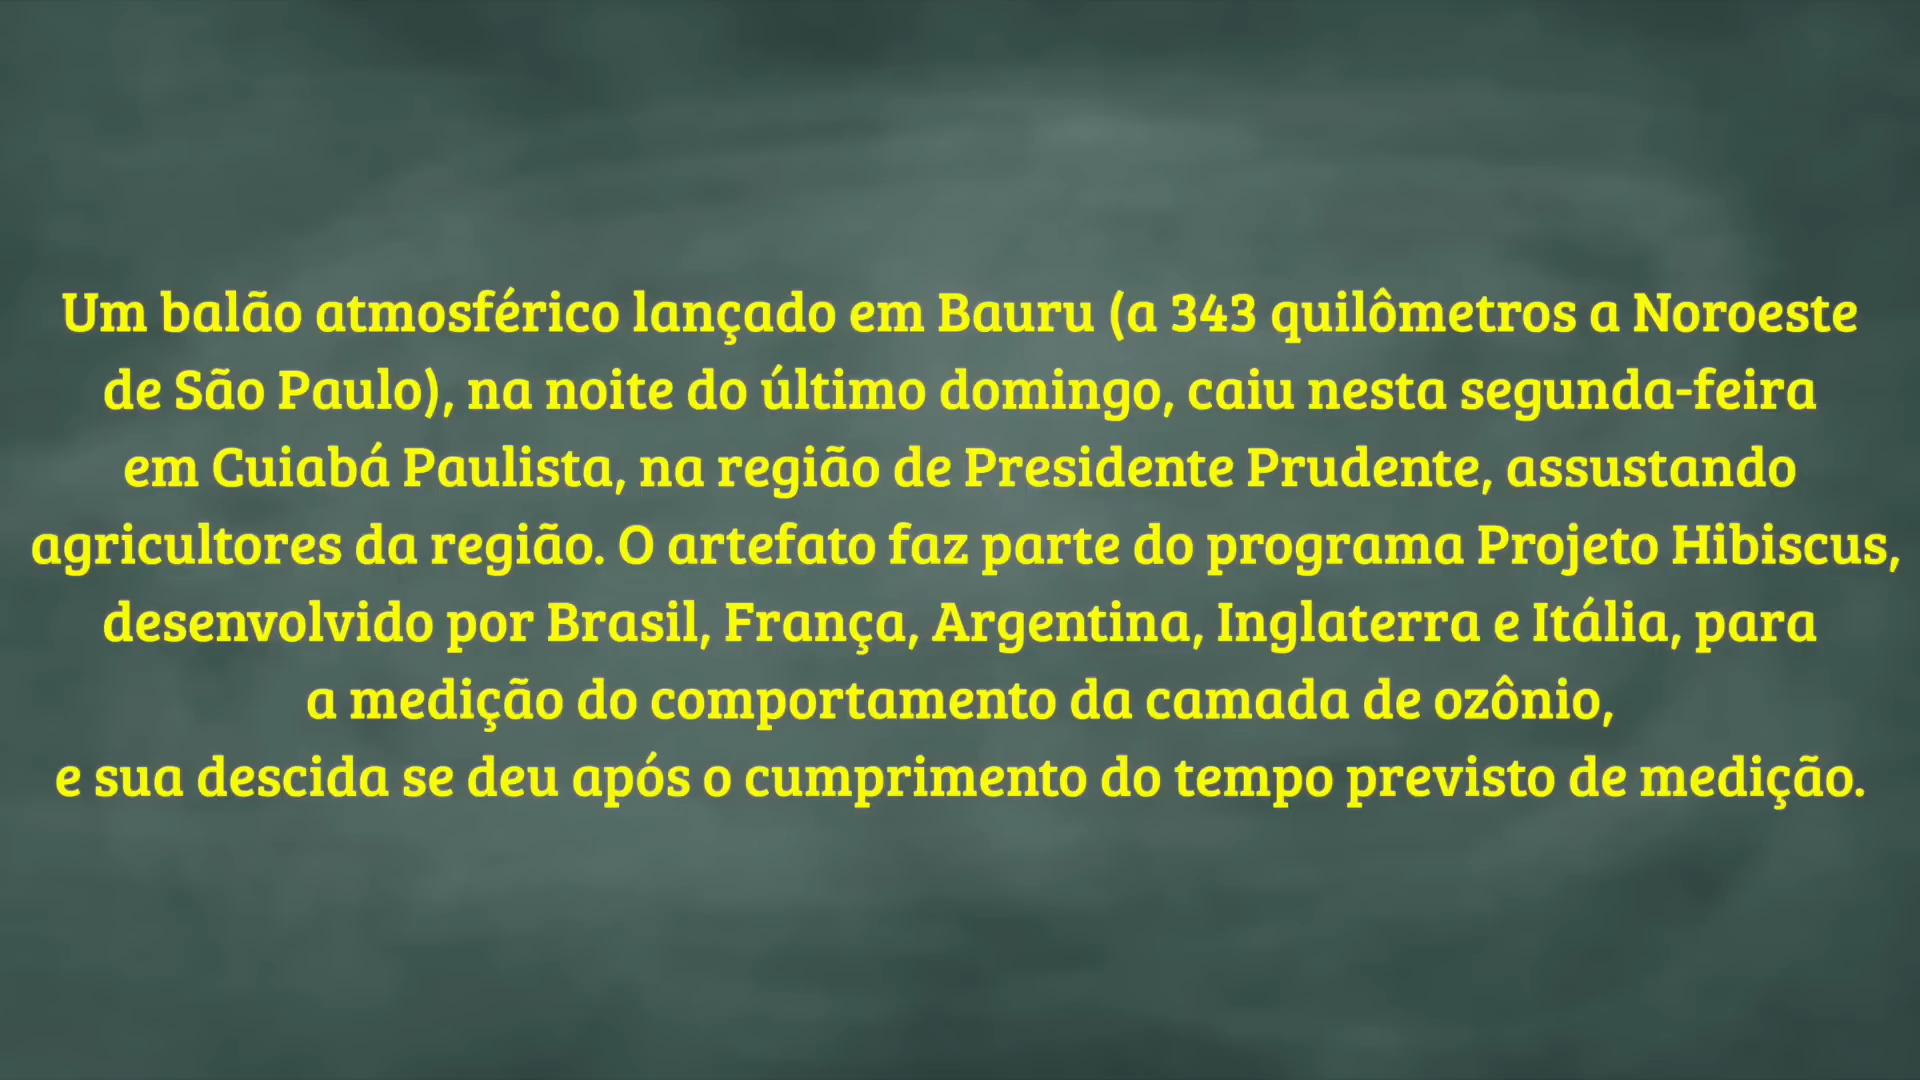 Um balão atmosférico lançado em Bauru (a 343 quilômetros a Noroeste
de São Paulo), na noite do último domingo, caiu nesta segunda-feira
em Cuiabá Paulista, na região de Presidente Prudente, assustando
agricultores da região. O artefato faz parte do programa Projeto Hibiscus,
desenvolvido por Brasil, França, Argentina, Inglaterra e Itália, para
a medição do comportamento da camada de ozônio,
e sua descida se deu após o cumprimento do tempo previsto de medição.